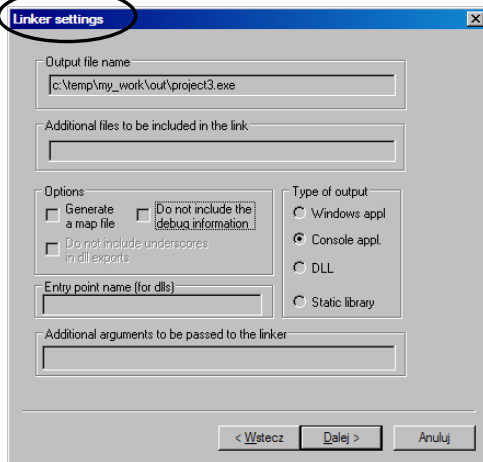 Linker settings
Output file name
c:\temp\my_work\out\project3.exe
Additional files to be included in the link
Options
Generate a map file
Do not include the debug information
Do not include underscores in dll exports
Type of output
Windows appl
Console appl.
DLL
Static library
Entry point name (for dlls)
Additional arguments to be passed to the linker
< Wstecz
Dalej >
Anuluj